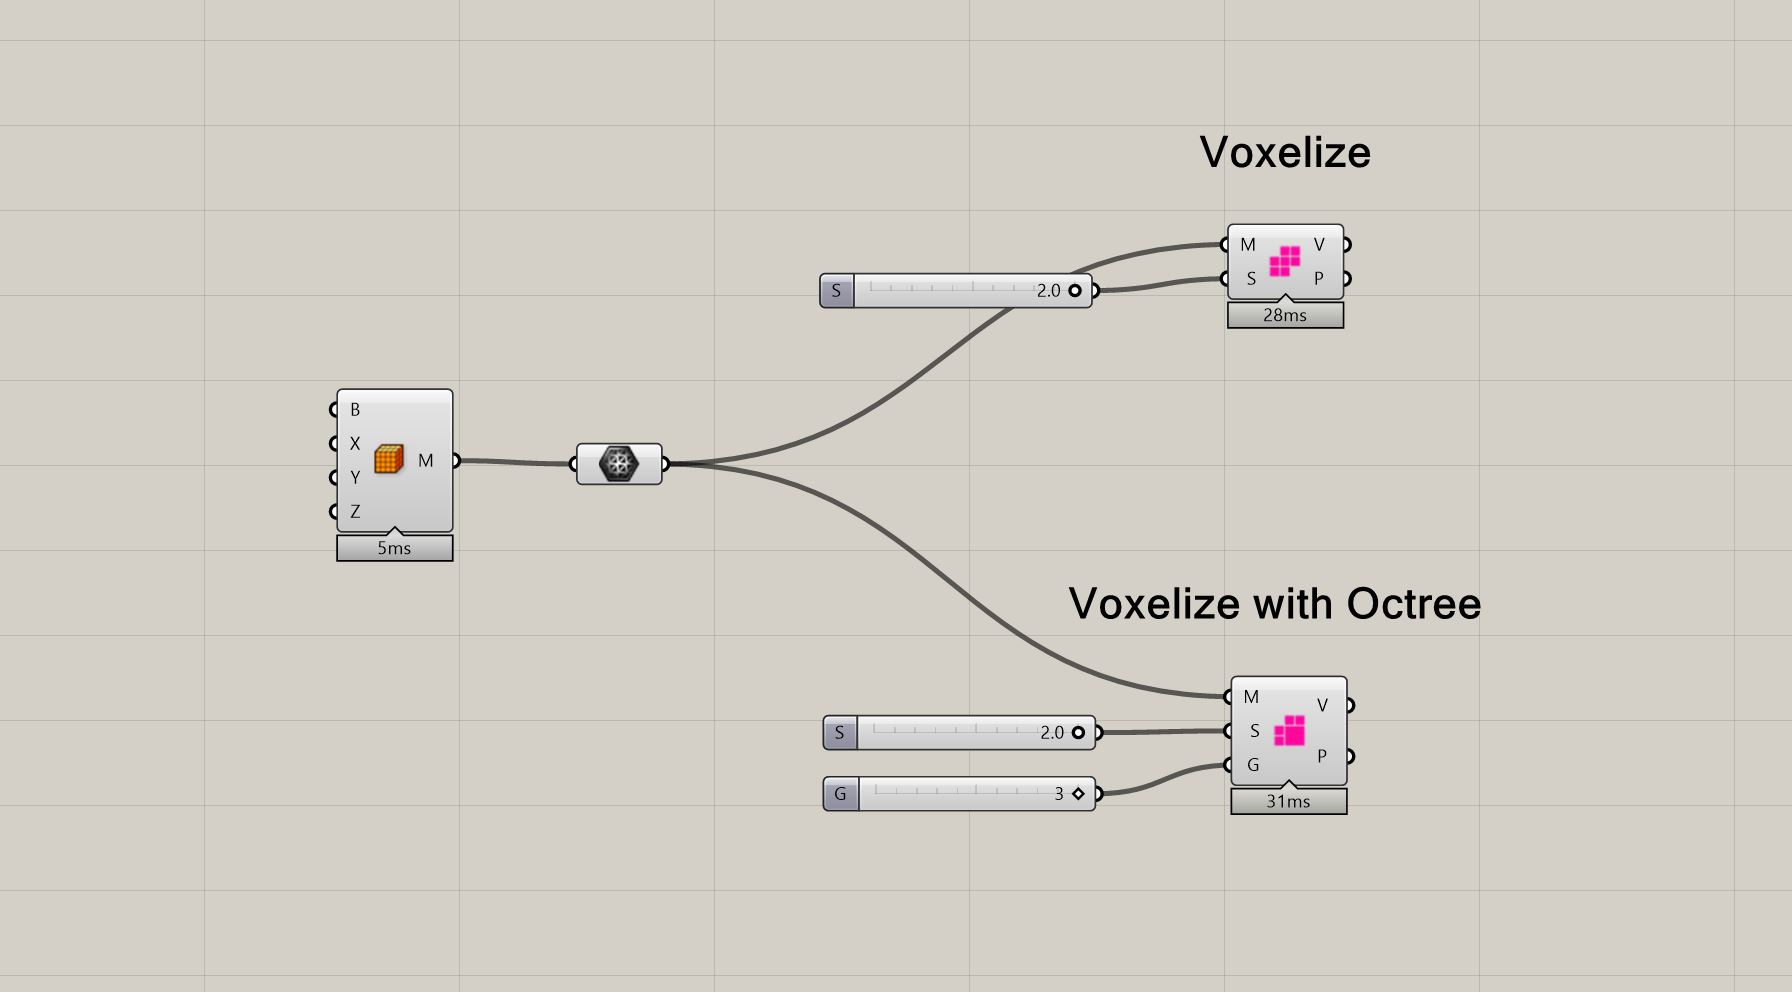 Voxelize
M V
S P
28ms
S 2.0
B
X
M
Y
Z
5ms
Voxelize with Octree
M V
S
G P
31ms
S 2.0
G 3